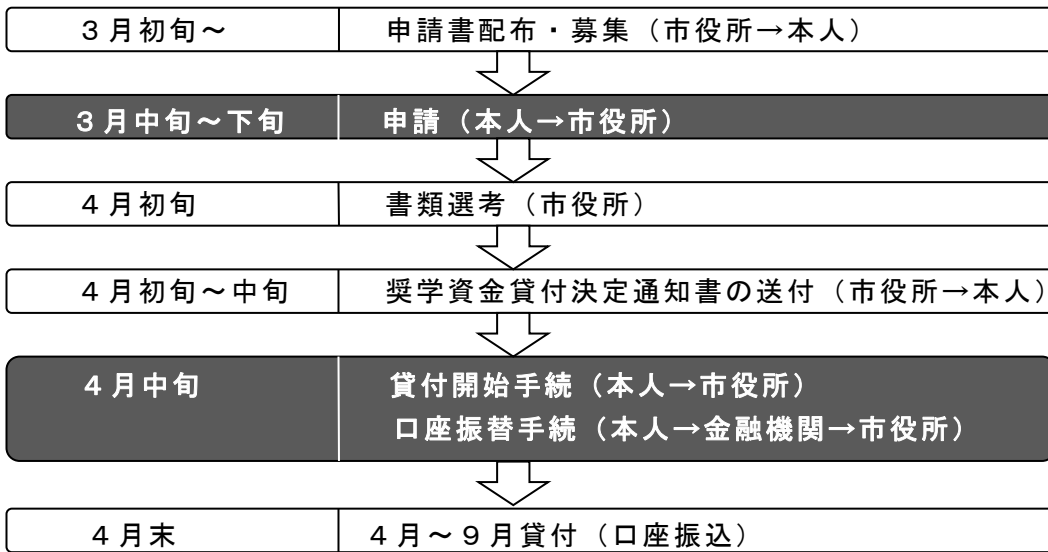 ３月初旬～ 申請書配布・募集（市役所→本人）
３月中旬～下旬 申請（本人→市役所）
４月初旬 書類選考（市役所）
４月初旬～中旬 奨学資金貸付決定通知書の送付（市役所→本人）
４月中旬 貸付開始手続（本人→市役所）
口座振替手続（本人→金融機関→市役所）
４月末 ４月～９月貸付（口座振込）